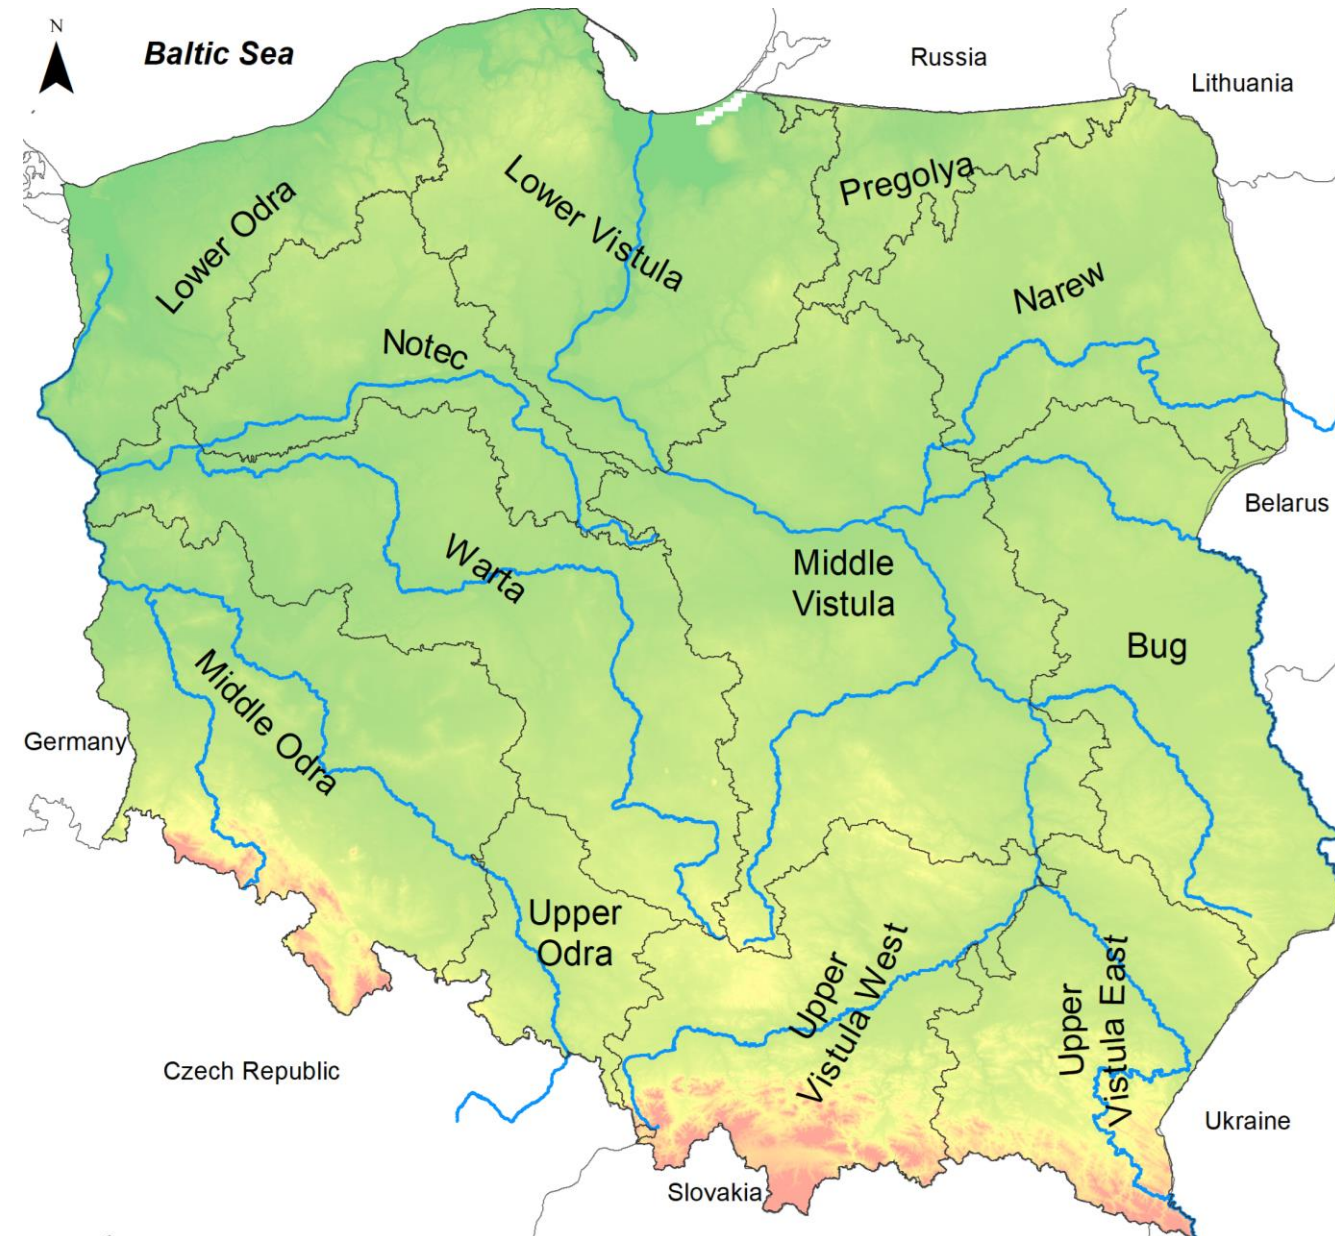 N
Baltic Sea
Russia
Lithuania
Lower Odra
Lower Vistula
Pregolya
Narew
Notec
Belarus
Warta
Middle
Vistula
Bug
Middle Odra
Germany
Upper
Odra
Upper
Vistula West
Upper
Vistula East
Czech Republic
Ukraine
Slovakia